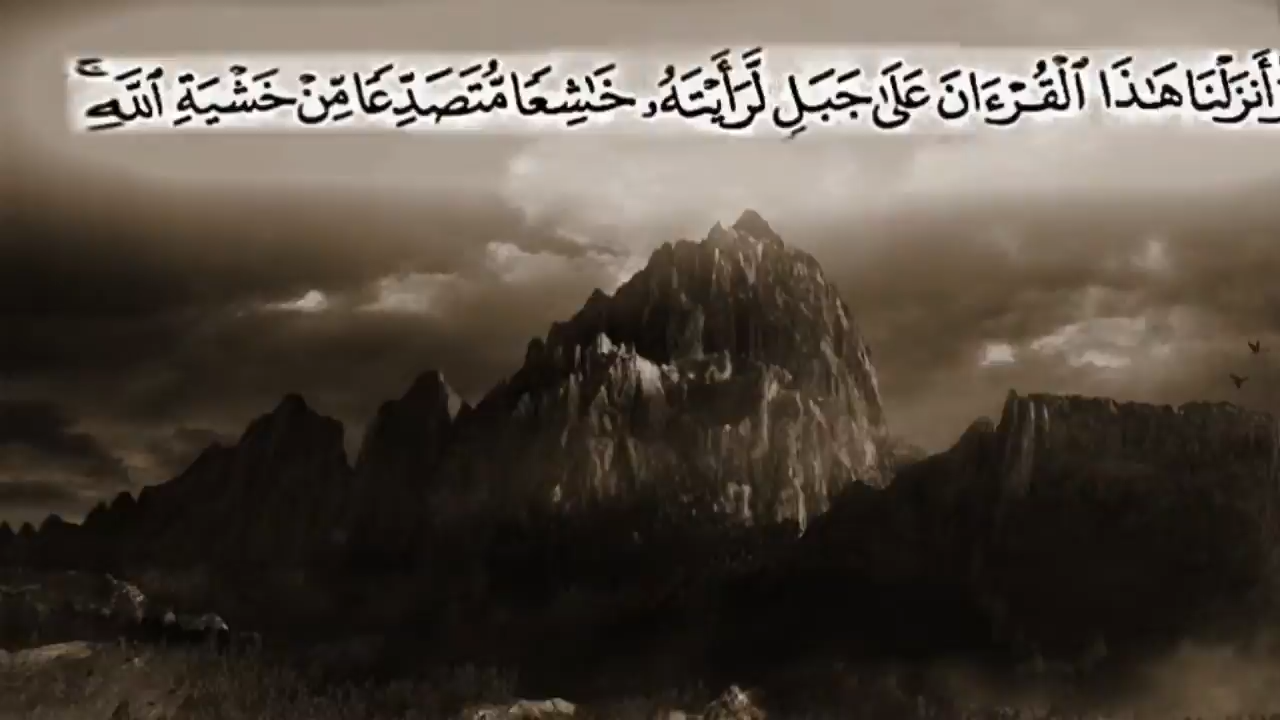 أَنزَلْنَا هَٰذَا ٱلْقُرْءَانَ عَلَىٰ جَبَلٍ لَّرَأَيْتَهُۥ خَٰشِعًا مُّتَصَدِّعًا مِّنْ خَشْيَةِ ٱللَّهِ ۚ